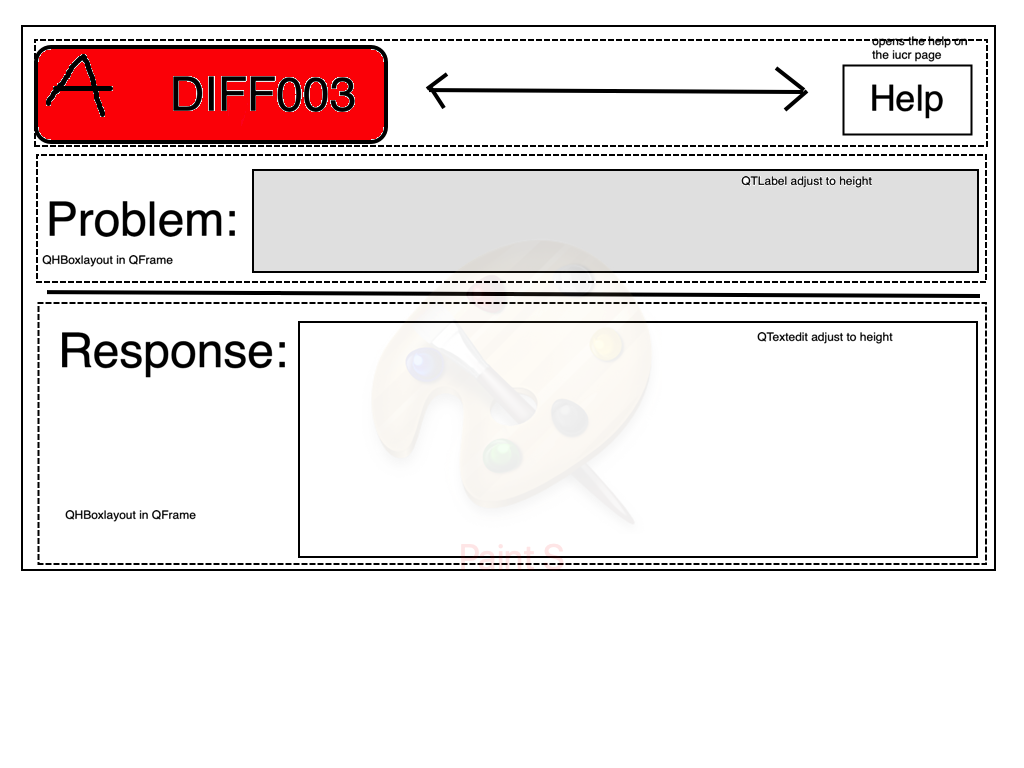 opens the help on
the iucr page
A DIFF003
Help
QTLabel adjust to height
Problem:
QHBoxlayout in QFrame
QTextedit adjust to height
Response:
QHBoxlayout in QFrame
Paint S